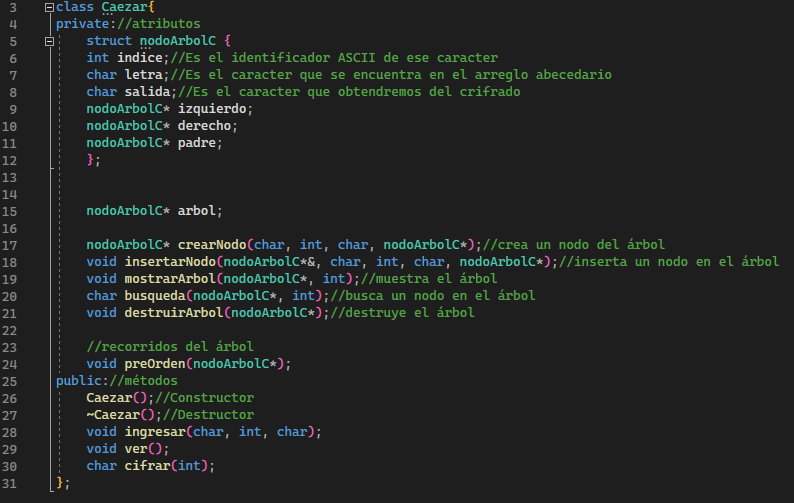 3 class Caezar{
4 private://atributos
5 struct nodoArbolC {
6 int indice;//Es el identificador ASCII de ese caracter
7 char letra;//Es el caracter que se encuentra en el arreglo abecedario
8 char salida;//Es el caracter que obtendremos del crifrado
9 nodoArbolC* izquierdo;
10 nodoArbolC* derecho;
11 nodoArbolC* padre;
12 };
13
14
15 nodoArbolC* arbol;
16
17 nodoArbolC* crearNodo(char, int, char, nodoArbolC*);//crea un nodo del árbol
18 void insertarNodo(nodoArbolC*&, char, int, char, nodoArbolC*);//inserta un nodo en el árbol
19 void mostrarArbol(nodoArbolC*, int);//muestra el árbol
20 char busqueda(nodoArbolC*, int);//busca un nodo en el árbol
21 void destruirArbol(nodoArbolC*);//destruye el árbol
22
23 //recorridos del árbol
24 void preOrden(nodoArbolC*);
25 public://métodos
26 Caezar();//Constructor
27 ~Caezar();//Destructor
28 void ingresar(char, int, char);
29 void ver();
30 char cifrar(int);
31 };